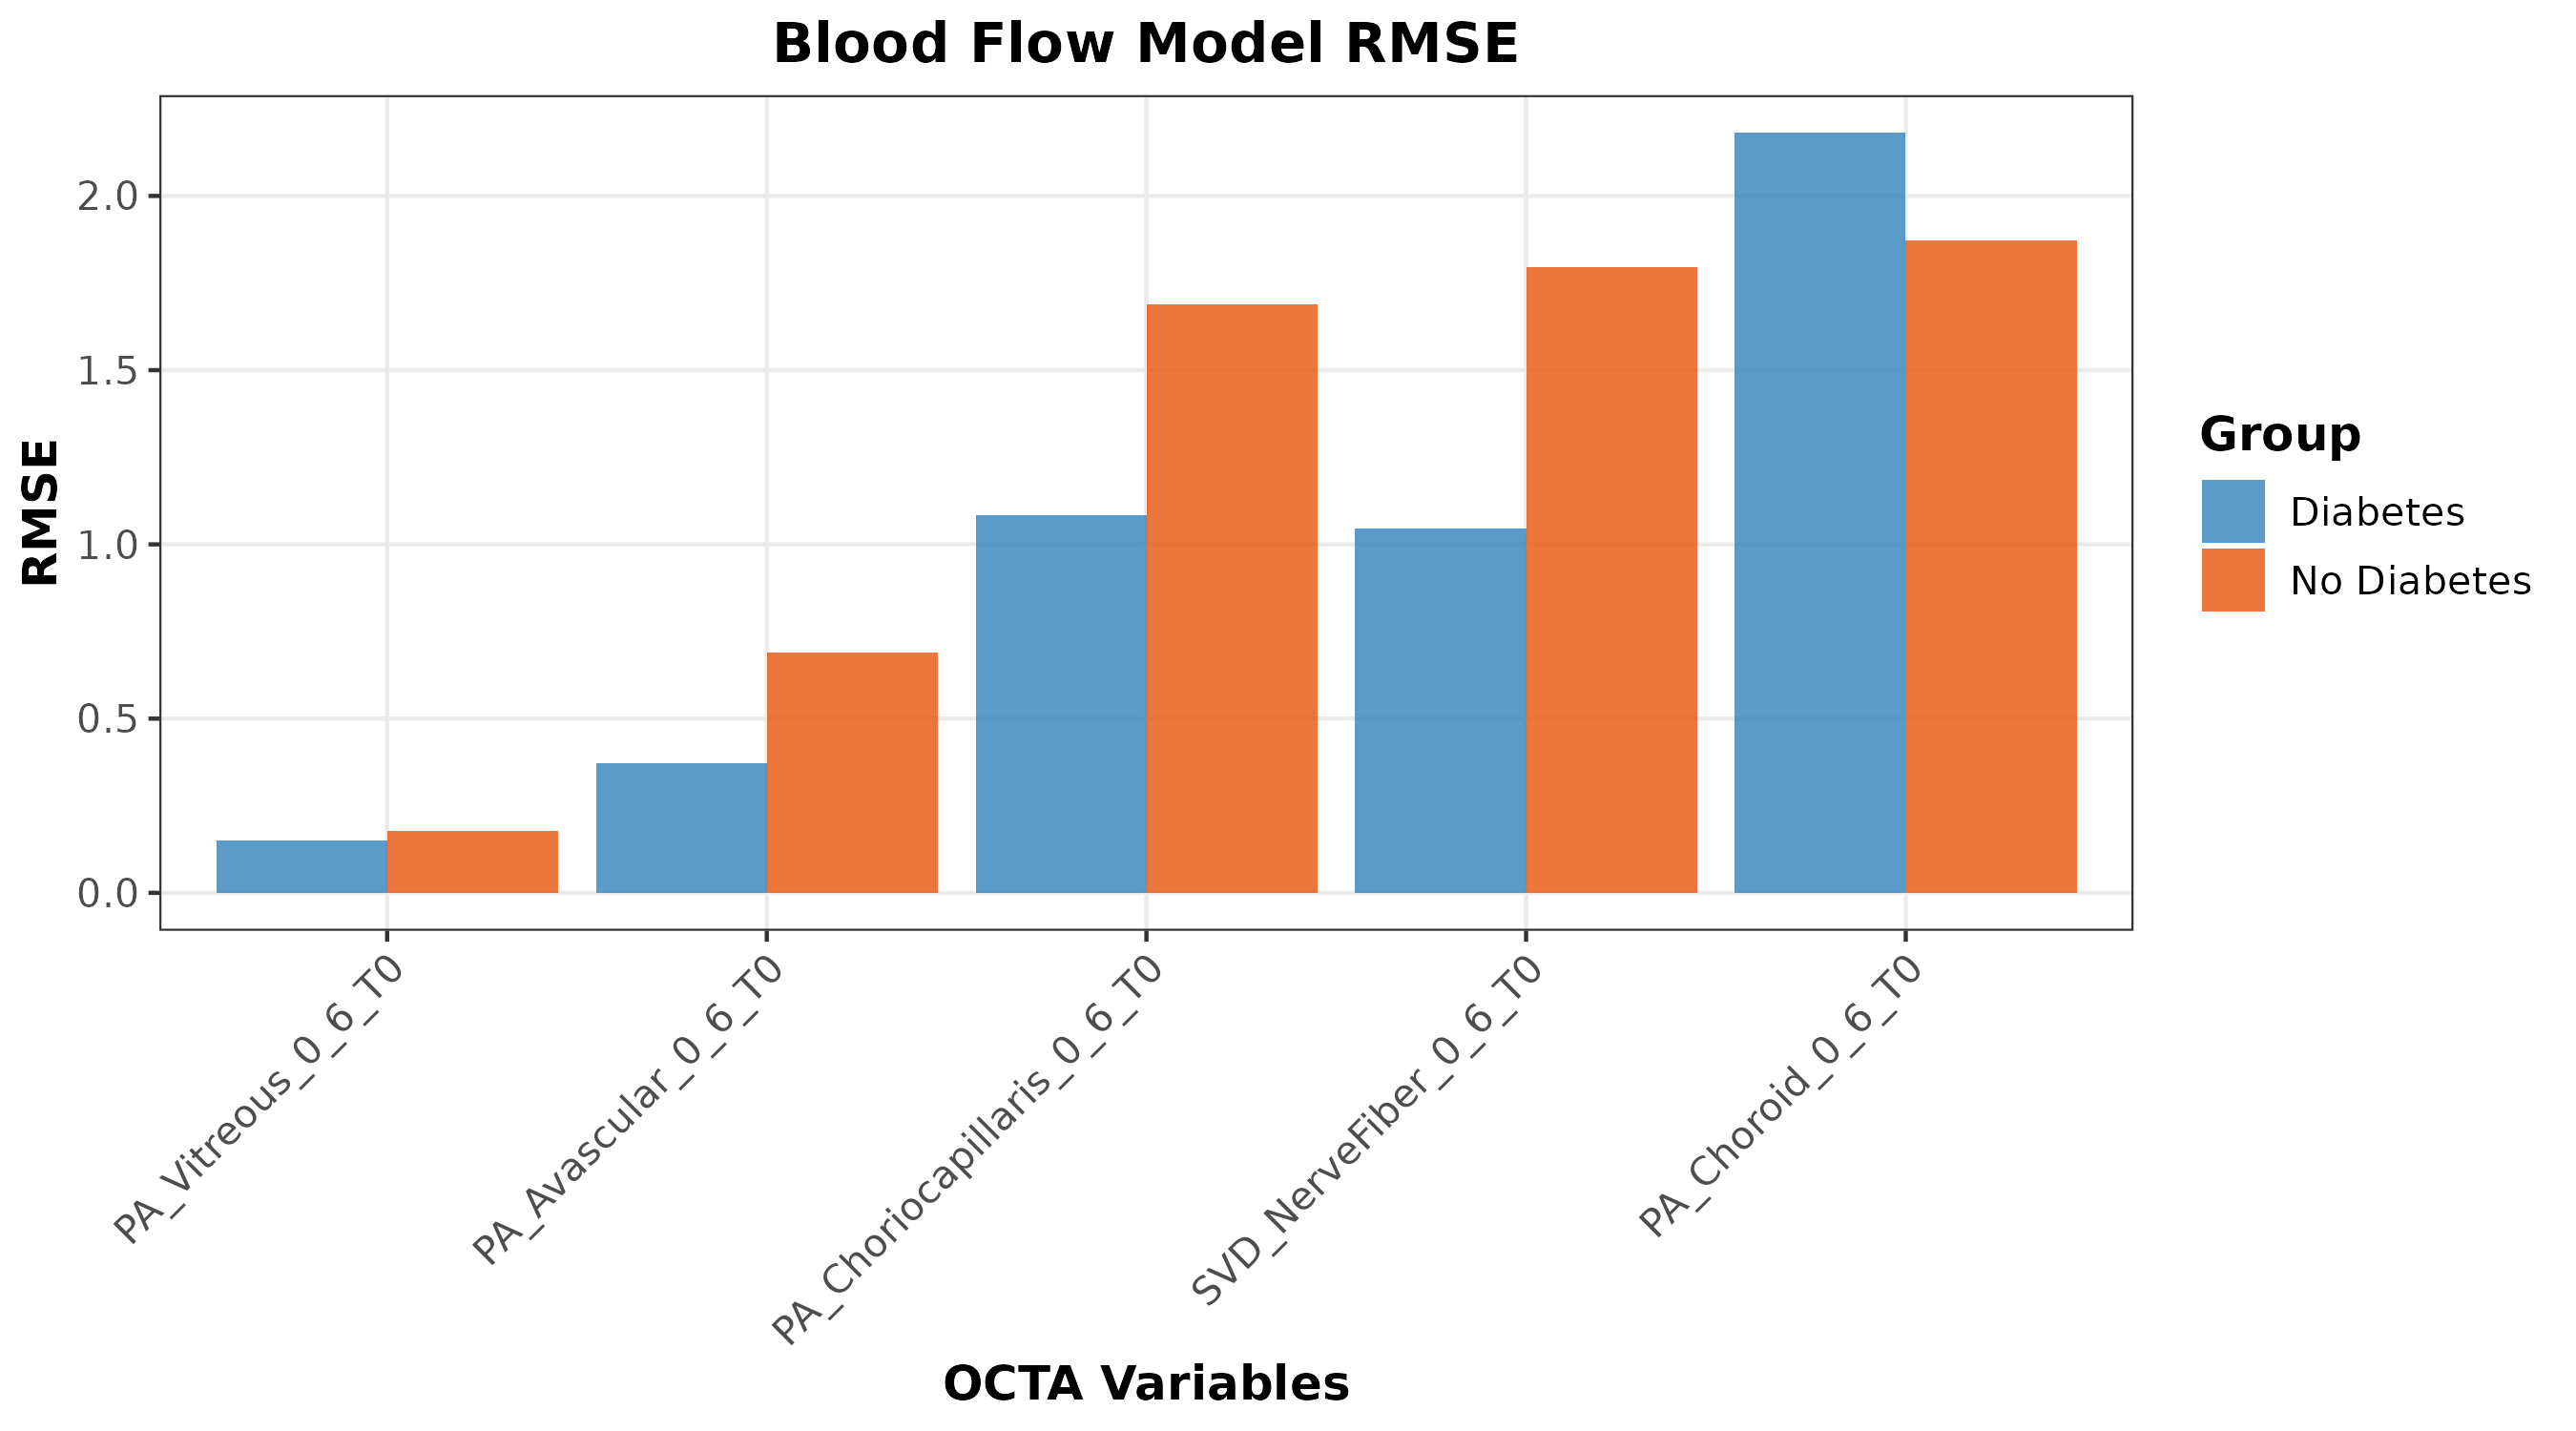 Blood Flow Model RMSE
RMSE
2.0
1.5
1.0
0.5
0.0
PA_Vitreous_0_6_T0
PA_Avascular_0_6_T0
PA_Choriocapillaris_0_6_T0
SVD_NerveFiber_0_6_T0
PA_Choroid_0_6_T0
OCTA Variables
Group
Diabetes
No Diabetes